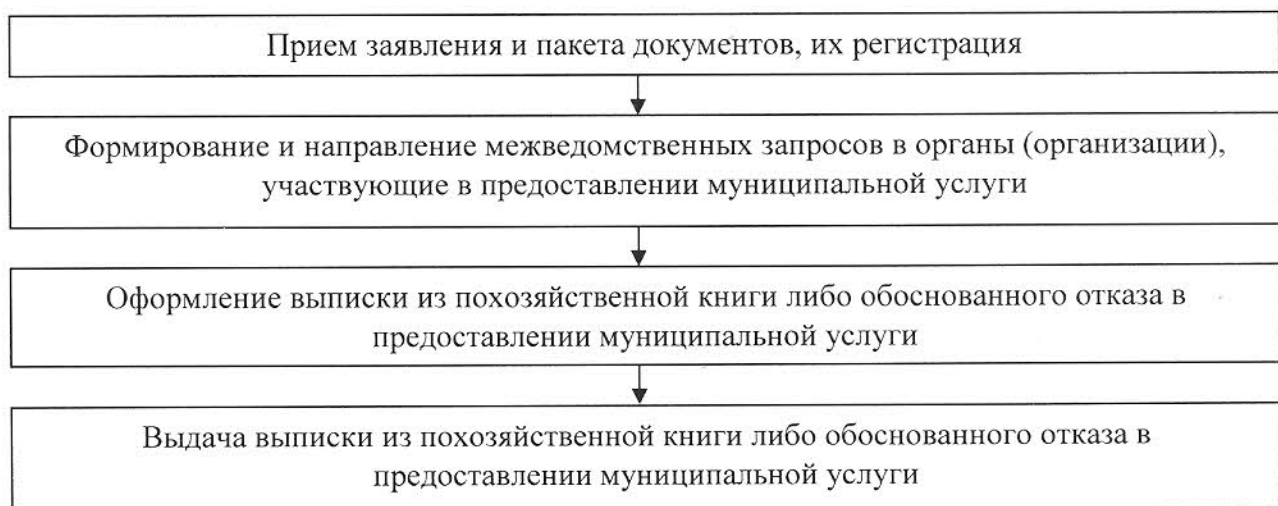 Прием заявления и пакета документов, их регистрация
Формирование и направление межведомственных запросов в органы (организации),
участвующие в предоставлении муниципальной услуги
Оформление выписки из похозяйственной книги либо обоснованного отказа в
предоставлении муниципальной услуги
Выдача выписки из похозяйственной книги либо обоснованного отказа в
предоставлении муниципальной услуги